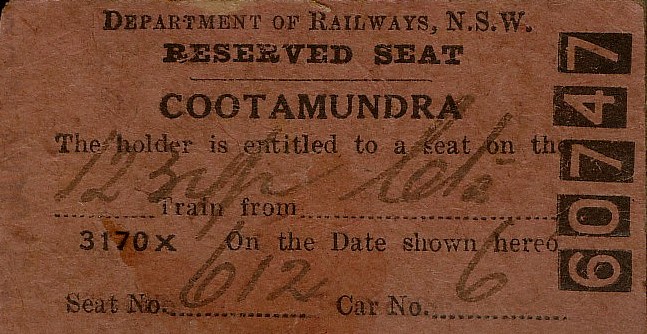 DEPARTMENT OF RAILWAYS, N.S.W.
RESERVED SEAT
COOTAMUNDRA
The holder is entitled to a seat on the
Train from
3170X On the Date shown hereo
Seat No. 612 Car No. 6
60747